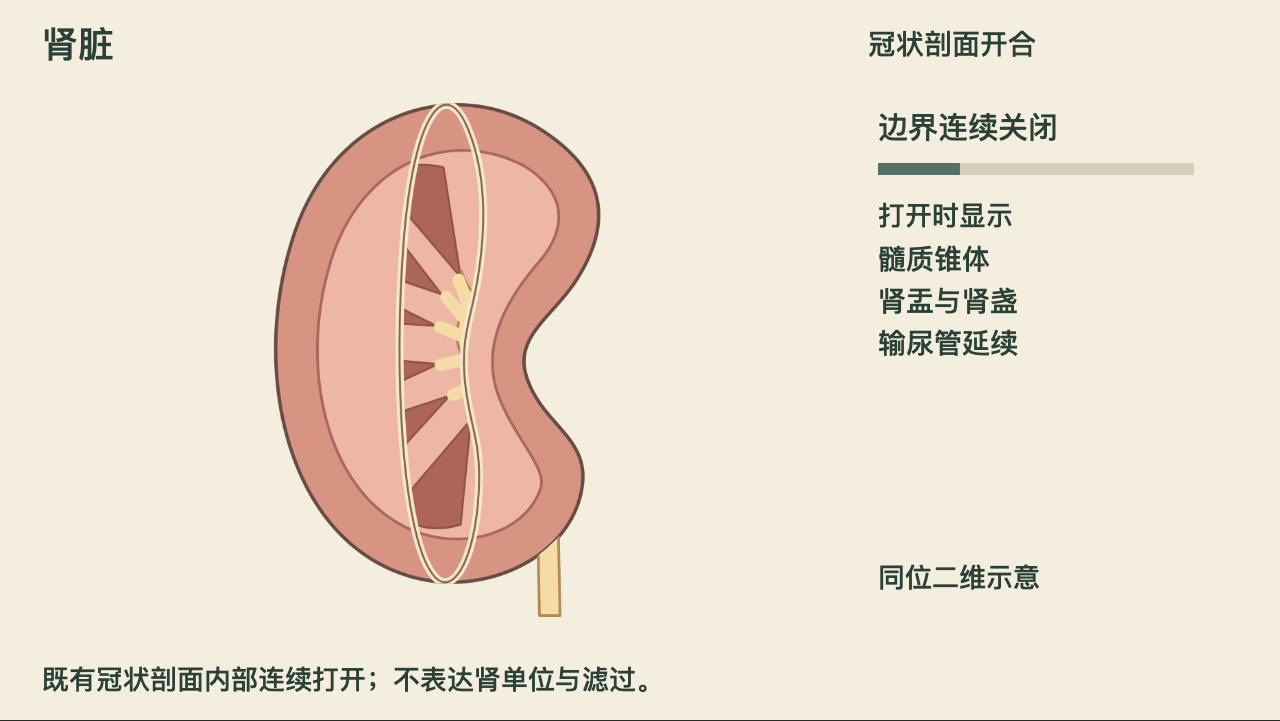 肾脏
冠状剖面开合
边界连续关闭
打开时显示
髓质锥体
肾盂与肾盏
输尿管延续
同位二维示意
既有冠状剖面内部连续打开；不表达肾单位与滤过。